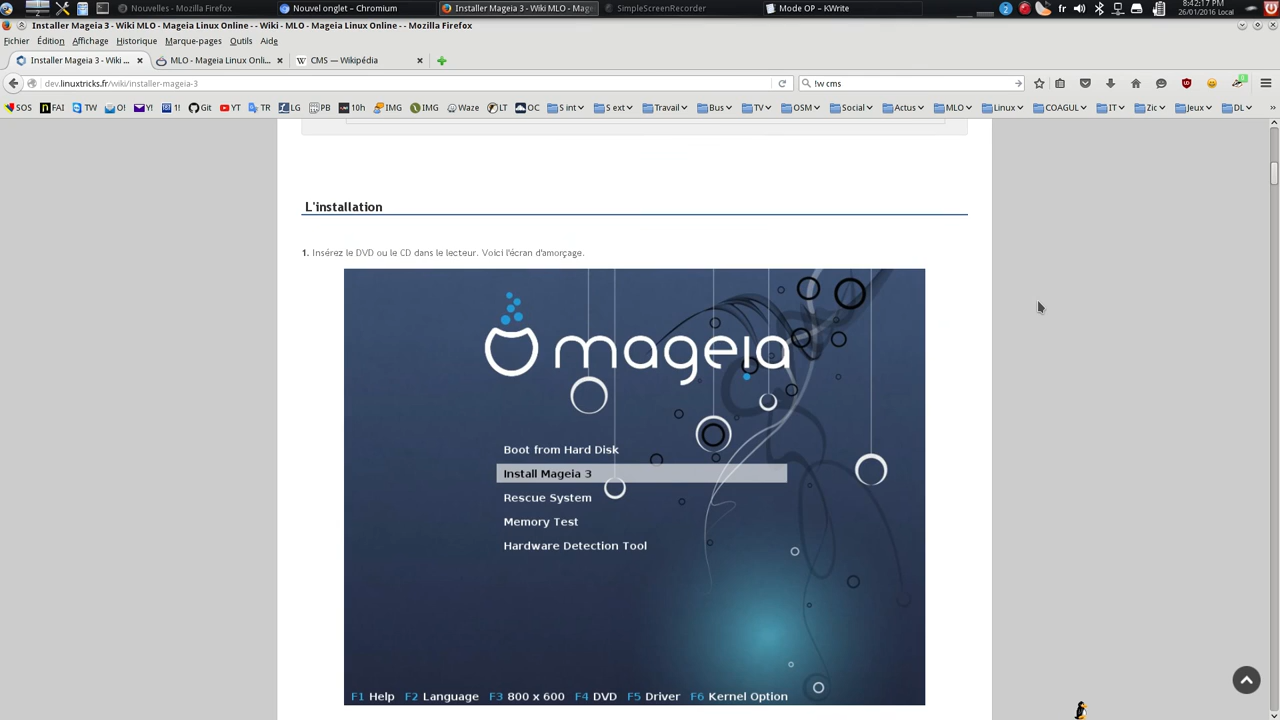 Nouvelles - Mozilla Firefox
Nouvel onglet – Chromium
Installer Mageia 3 - Wiki MLO - Mage
SimpleScreenRecorder
Mode OP – KWrite
2
fr
8:42:17 PM
26/01/2016 Local
Installer Mageia 3 - Wiki MLO - Mageia Linux Online - - Wiki - MLO - Mageia Linux Online - - Mozilla Firefox
Fichier Édition Affichage Historique Marque-pages Outils Aide
Installer Mageia 3 - Wiki ...
MLO - Mageia Linux Onli...
W CMS — Wikipédia
dev.linuxtricks.fr/wiki/installer-mageia-3
!w cms
SOS FAI TW O! Y! 1! Git YT TR LG PB 10h IMG IMG Waze LT OC S int S ext Travail Bus TV OSM Social Actus MLO Linux COAGUL IT Zic Jeux DL
L'installation
1. Insérez le DVD ou le CD dans le lecteur. Voici l'écran d'amorçage.
mageia
Boot from Hard Disk
Install Mageia 3
Rescue System
Memory Test
Hardware Detection Tool
F1 Help F2 Language F3 800 x 600 F4 DVD F5 Driver F6 Kernel Option